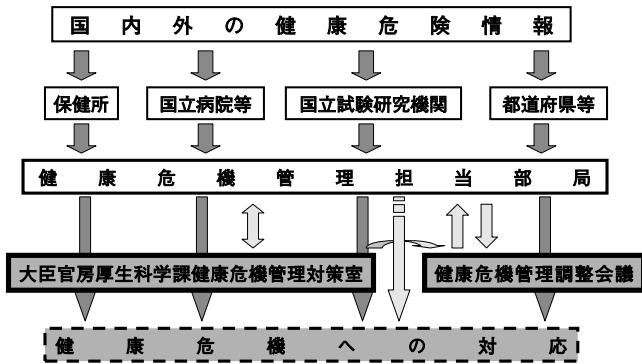 国内外の健康危険情報
保健所
国立病院等
国立試験研究機関
都道府県等
健康危機管理担当部局
大臣官房厚生科学課健康危機管理対策室
健康危機管理調整会議
健康危機への対応